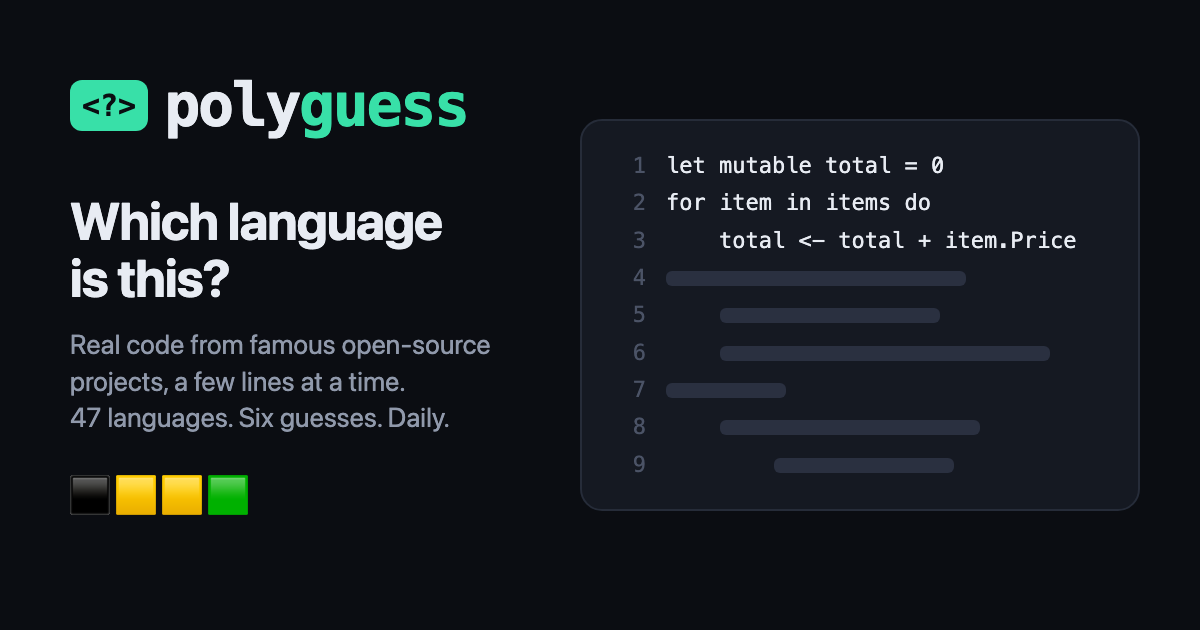 <?> polyguess
Which language
is this?
Real code from famous open-source
projects, a few lines at a time.
47 languages. Six guesses. Daily.
1 let mutable total = 0
2 for item in items do
3     total <- total + item.Price
4
5
6
7
8
9